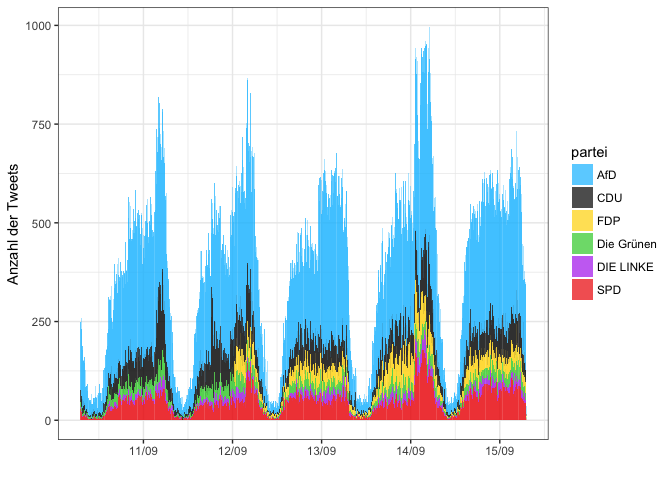 1000
750
500
250
0
Anzahl der Tweets
11/09
12/09
13/09
14/09
15/09
partei
AfD
CDU
FDP
Die Grünen
DIE LINKE
SPD